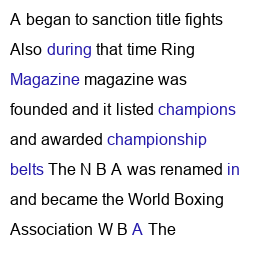 A began to sanction title fights
Also during that time Ring
Magazine magazine was
founded and it listed champions
and awarded championship
belts The N B A was renamed in
and became the World Boxing
Association W B A The